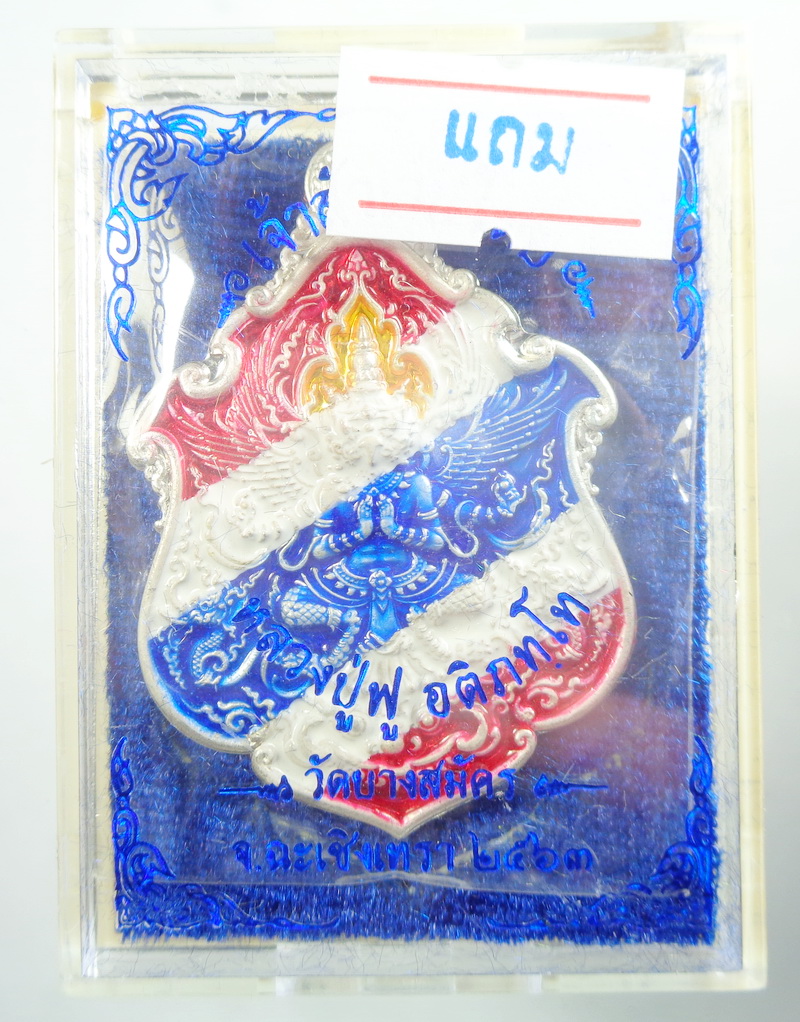 แถม
หลวงปู่ฟู อติภทฺโท
วัดบางสมัคร
จ.ฉะเชิงเทรา ๒๕๖๓